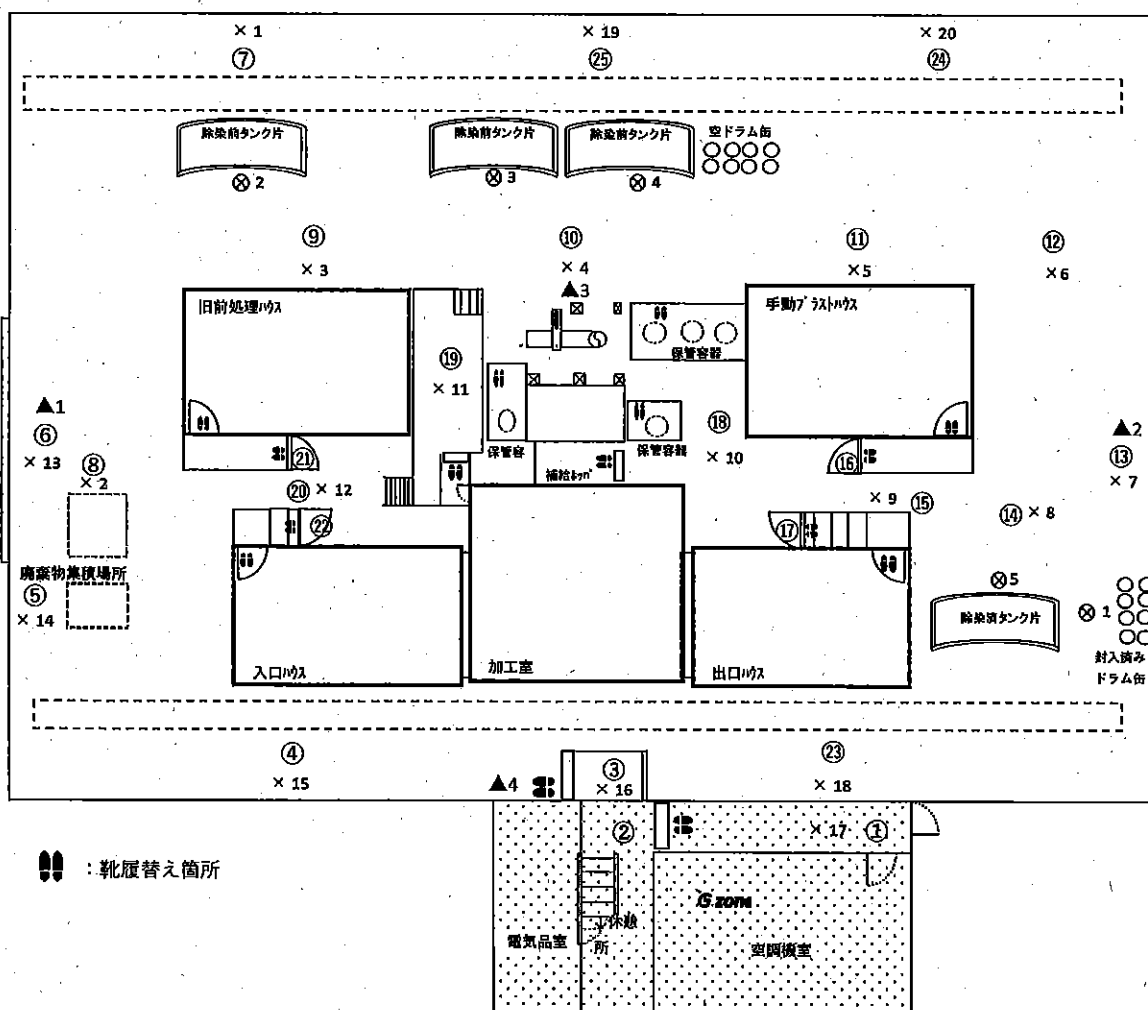 × 1
× 19
× 20
⑦
㉕
㉔
除染前タンク片
除染前タンク片
除染前タンク片
空ドラム缶
⊗ 2
⊗ 3
⊗ 4
⑨
⑩
⑪
⑫
× 3
× 4
× 5
× 6
▲3
旧前処理ハウス
手動ブラストハウス
保管容器
⑲
× 11
▲1
⑥
× 13
⑧
× 2
⑱
× 10
▲2
⑬
× 7
保管容
保管容器
㉑
⑯
⑳
× 12
× 9
⑮
⑭
× 8
㉒
⑰
廃棄物集積場所
⑤
× 14
⊗5
⊗ 1
除染済タンク片
封入済み
ドラム缶
入口ハウス
加工室
出口ハウス
④
× 15
▲4
③
× 16
㉓
× 18
②
× 17
①
:靴履替え箇所
G zone
休憩
所
電気品室
空調機室